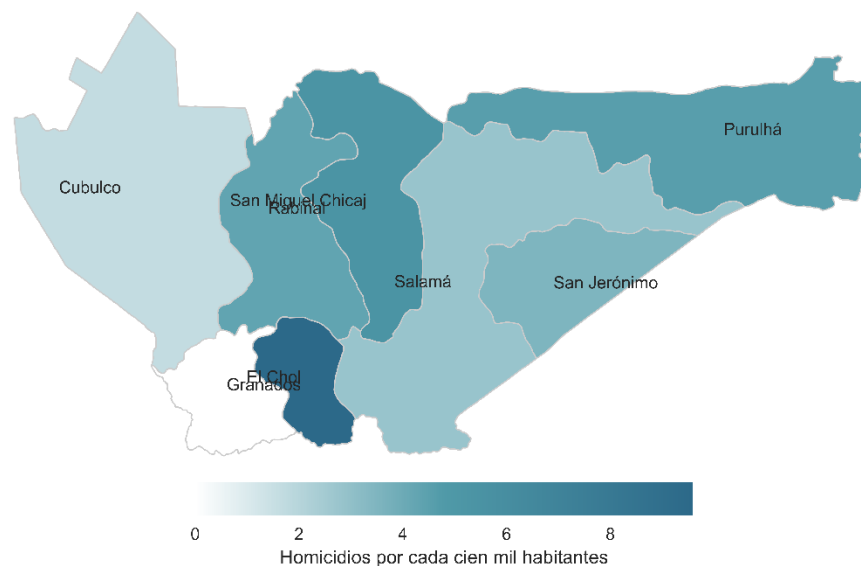 Purulhá
Cubulco
San Miguel Chicaj
Rabinal
Salamá
San Jerónimo
El Chol
Granados
0 2 4 6 8
Homicidios por cada cien mil habitantes